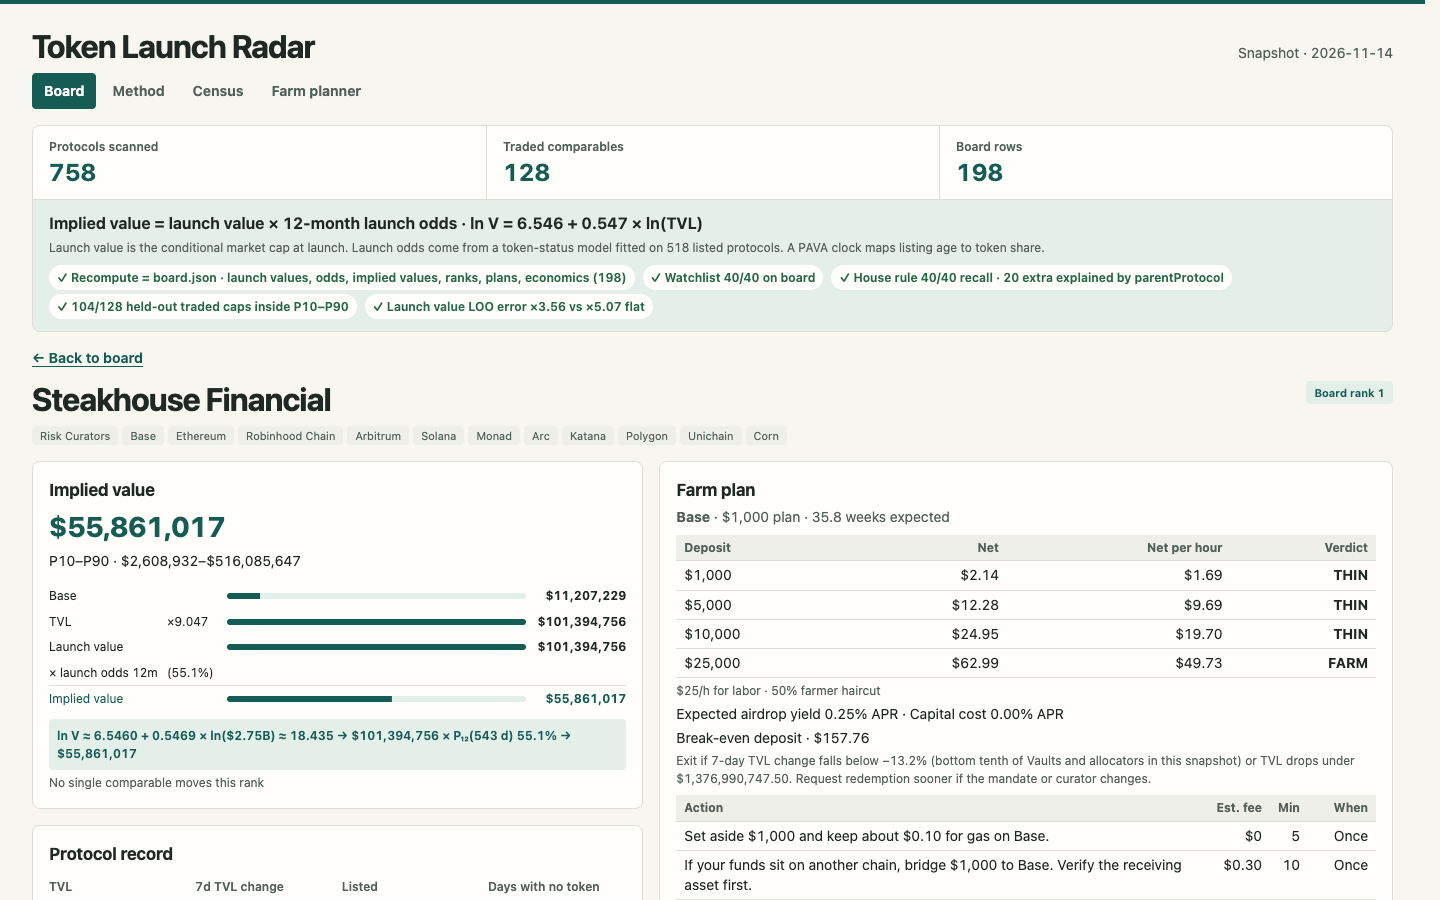 Token Launch Radar
Snapshot · 2026-11-14
Board
Method
Census
Farm planner
Protocols scanned
758
Traded comparables
128
Board rows
198
Implied value = launch value × 12-month launch odds · ln V = 6.546 + 0.547 × ln(TVL)
Launch value is the conditional market cap at launch. Launch odds come from a token-status model fitted on 518 listed protocols. A PAVA clock maps listing age to token share.
✓ Recompute = board.json · launch values, odds, implied values, ranks, plans, economics (198)
✓ Watchlist 40/40 on board
✓ House rule 40/40 recall · 20 extra explained by parentProtocol
✓ 104/128 held-out traded caps inside P10–P90
✓ Launch value LOO error ×3.56 vs ×5.07 flat
← Back to board
Steakhouse Financial
Board rank 1
Risk Curators
Base
Ethereum
Robinhood Chain
Arbitrum
Solana
Monad
Arc
Katana
Polygon
Unichain
Corn
Implied value
$55,861,017
P10–P90 · $2,608,932–$516,085,647
Base $11,207,229
TVL ×9.047 $101,394,756
Launch value $101,394,756
× launch odds 12m (55.1%)
Implied value $55,861,017
ln V ≈ 6.5460 + 0.5469 × ln($2.75B) ≈ 18.435 → $101,394,756 × P₁₂(543 d) 55.1% →
$55,861,017
No single comparable moves this rank
Protocol record
TVL
7d TVL change
Listed
Days with no token
Farm plan
Base · $1,000 plan · 35.8 weeks expected
Deposit Net Net per hour Verdict
$1,000 $2.14 $1.69 THIN
$5,000 $12.28 $9.69 THIN
$10,000 $24.95 $19.70 THIN
$25,000 $62.99 $49.73 FARM
$25/h for labor · 50% farmer haircut
Expected airdrop yield 0.25% APR · Capital cost 0.00% APR
Break-even deposit · $157.76
Exit if 7-day TVL change falls below −13.2% (bottom tenth of Vaults and allocators in this snapshot) or TVL drops under
$1,376,990,747.50. Request redemption sooner if the mandate or curator changes.
Action Est. fee Min When
Set aside $1,000 and keep about $0.10 for gas on Base. $0 5 Once
If your funds sit on another chain, bridge $1,000 to Base. Verify the receiving $0.30 10 Once
asset first.